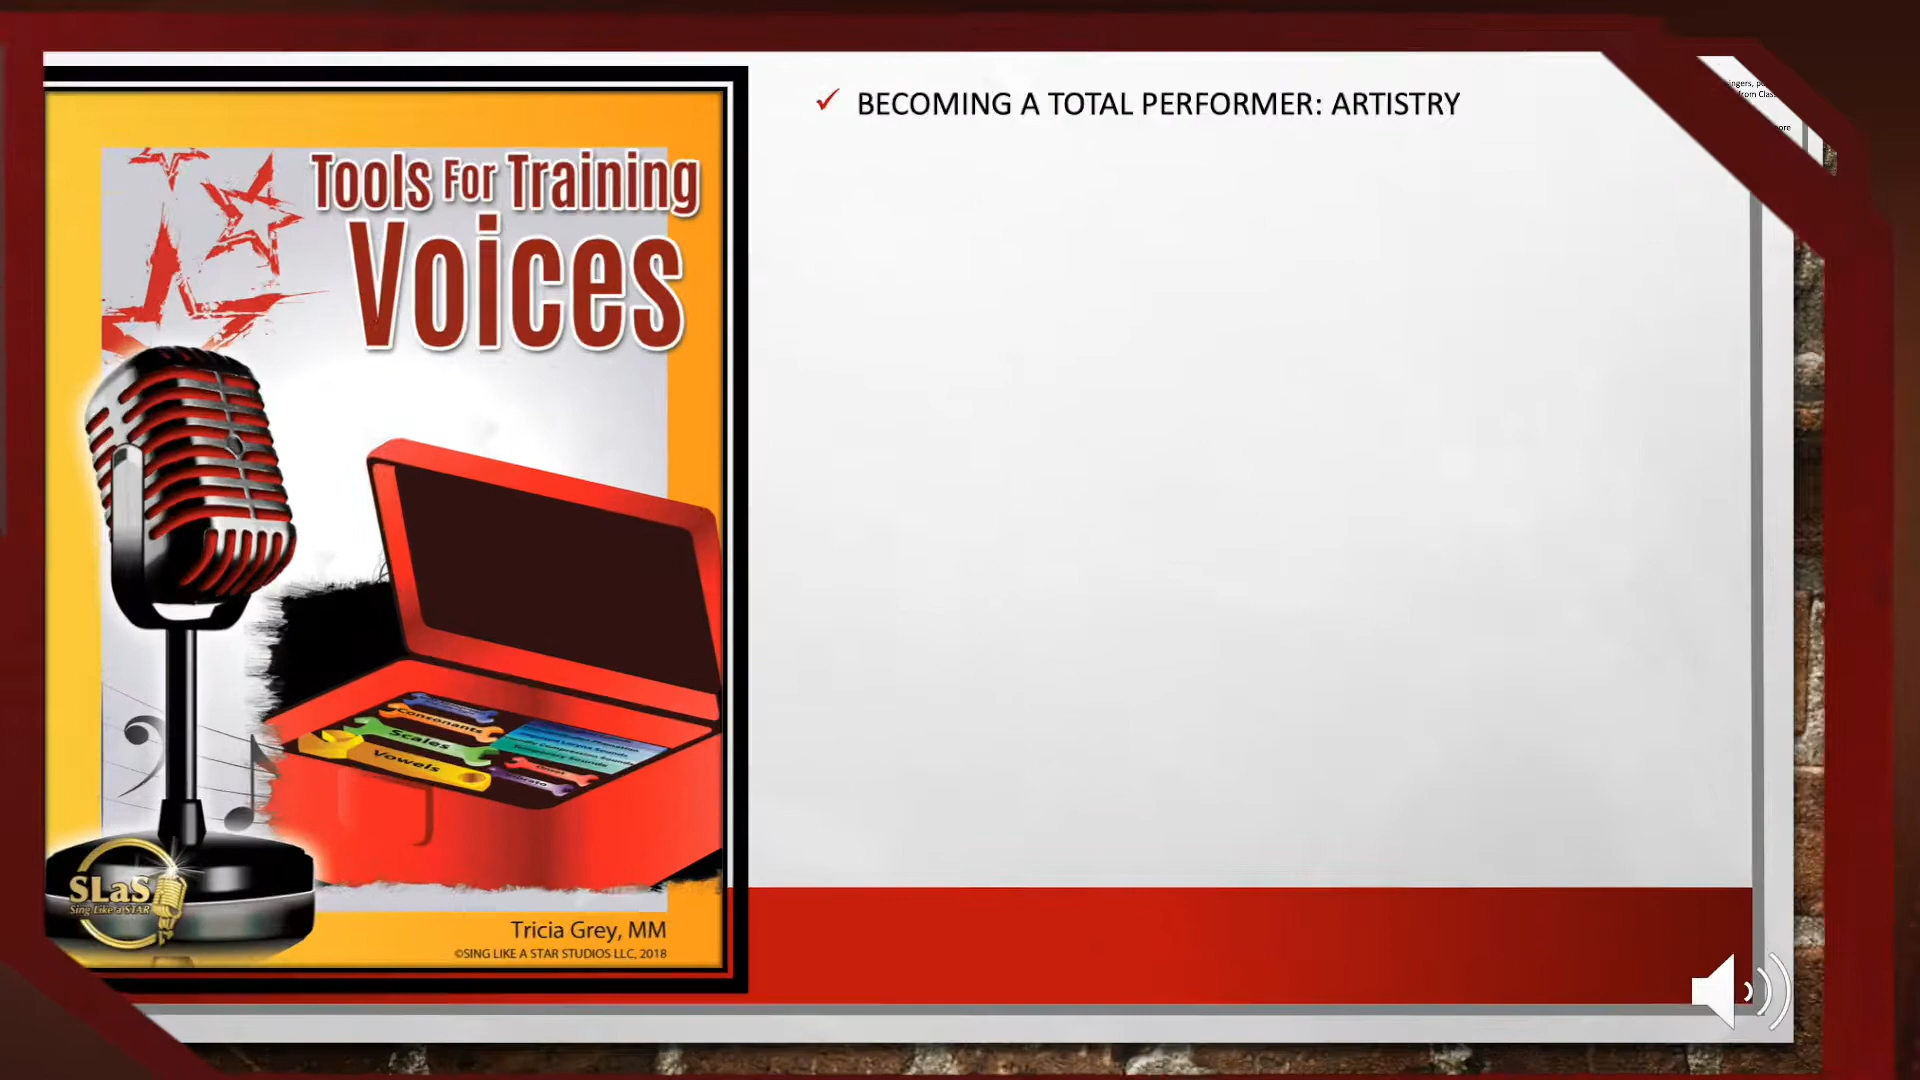 BECOMING A TOTAL PERFORMER: ARTISTRY
Tools For Training
Voices
Consonants
Scales
Vowels
SLaS
Sing Like a STAR
Tricia Grey, MM
©SING LIKE A STAR STUDIOS LLC, 2018